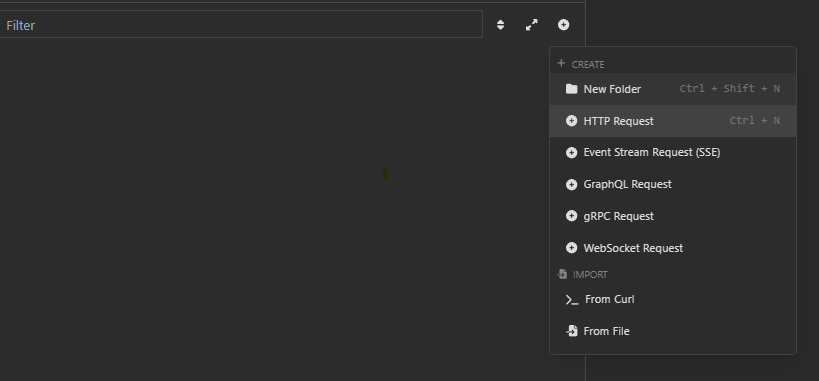 Filter
CREATE
New Folder Ctrl + Shift + N
HTTP Request Ctrl + N
Event Stream Request (SSE)
GraphQL Request
gRPC Request
WebSocket Request
IMPORT
From Curl
From File